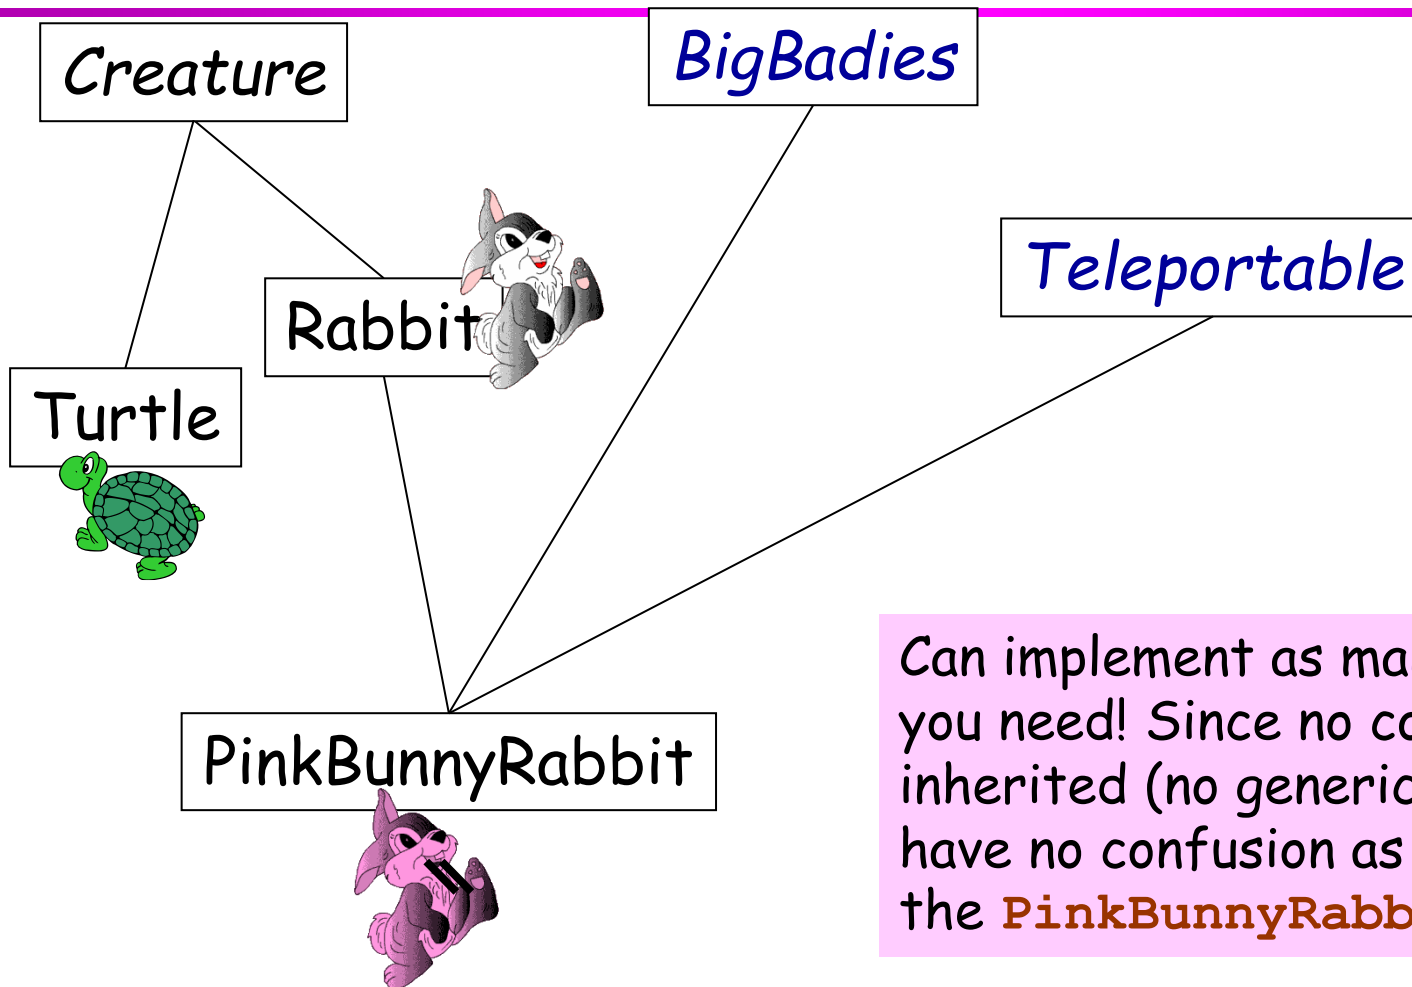 Creature
BigBadies
Teleportable
Rabbit
Turtle
PinkBunnyRabbit
Can implement as ma
you need! Since no co
inherited (no generic
have no confusion as
the PinkBunnyRabb